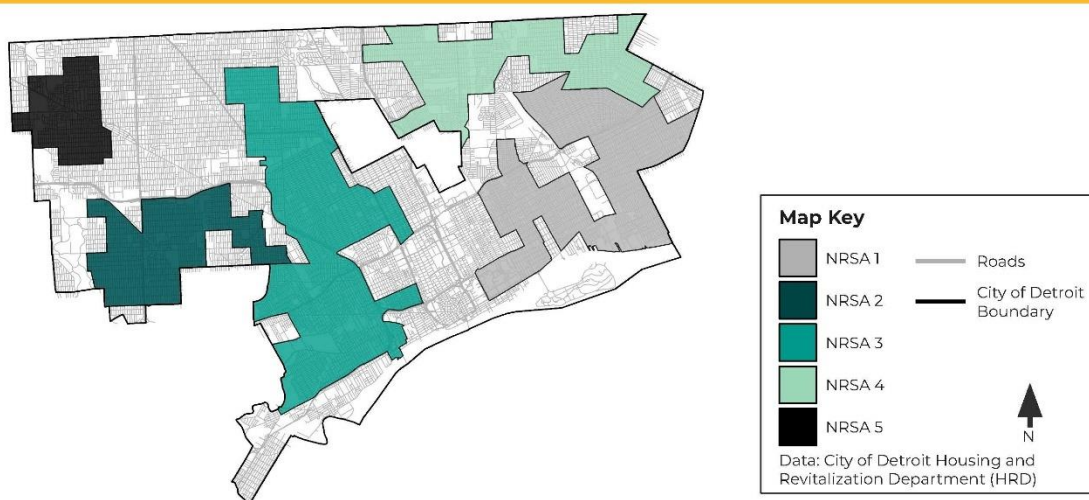 Map Key
NRSA 1
NRSA 2
NRSA 3
NRSA 4
NRSA 5
Roads
City of Detroit
Boundary
N
Data: City of Detroit Housing and
Revitalization Department (HRD)